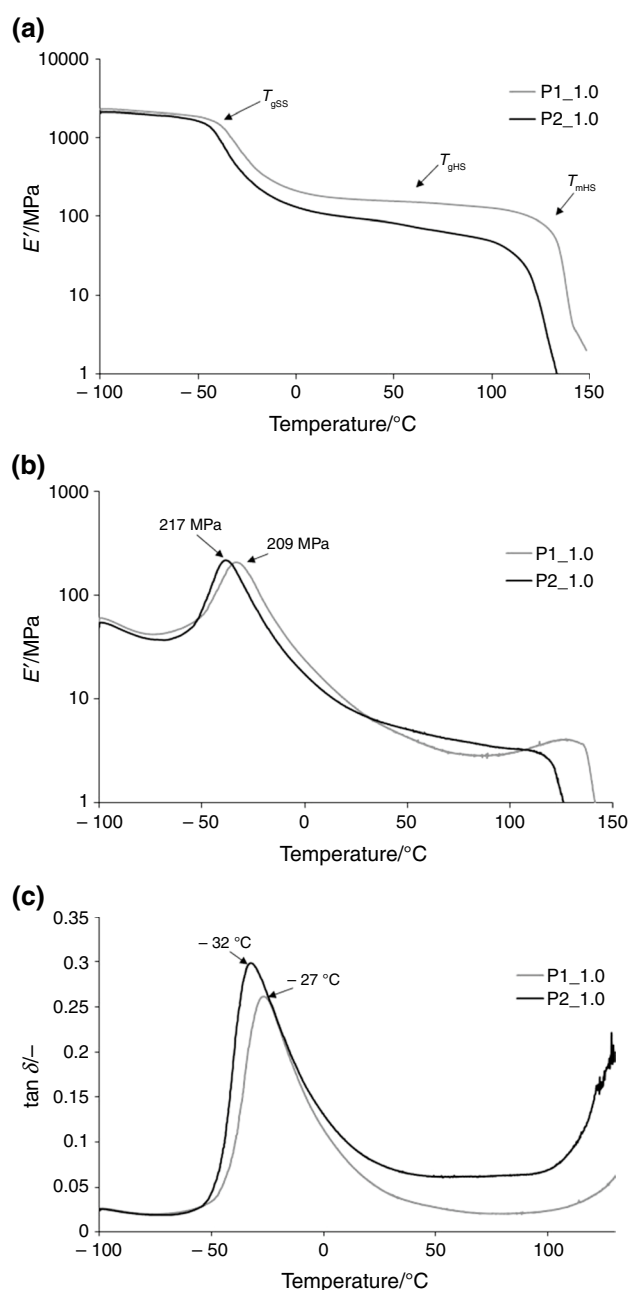 (a)
10000
1000
100
10
1
E′/MPa
T gSS
T gHS
T mHS
P1_1.0
P2_1.0
– 100
– 50
0
50
100
150
Temperature/°C
(b)
1000
100
10
1
E′/MPa
217 MPa
209 MPa
P1_1.0
P2_1.0
– 100
– 50
0
50
100
150
Temperature/°C
(c)
0.35
0.3
0.25
0.2
0.15
0.1
0.05
0
tan δ/–
– 32 °C
– 27 °C
P1_1.0
P2_1.0
– 100
– 50
0
50
100
Temperature/°C